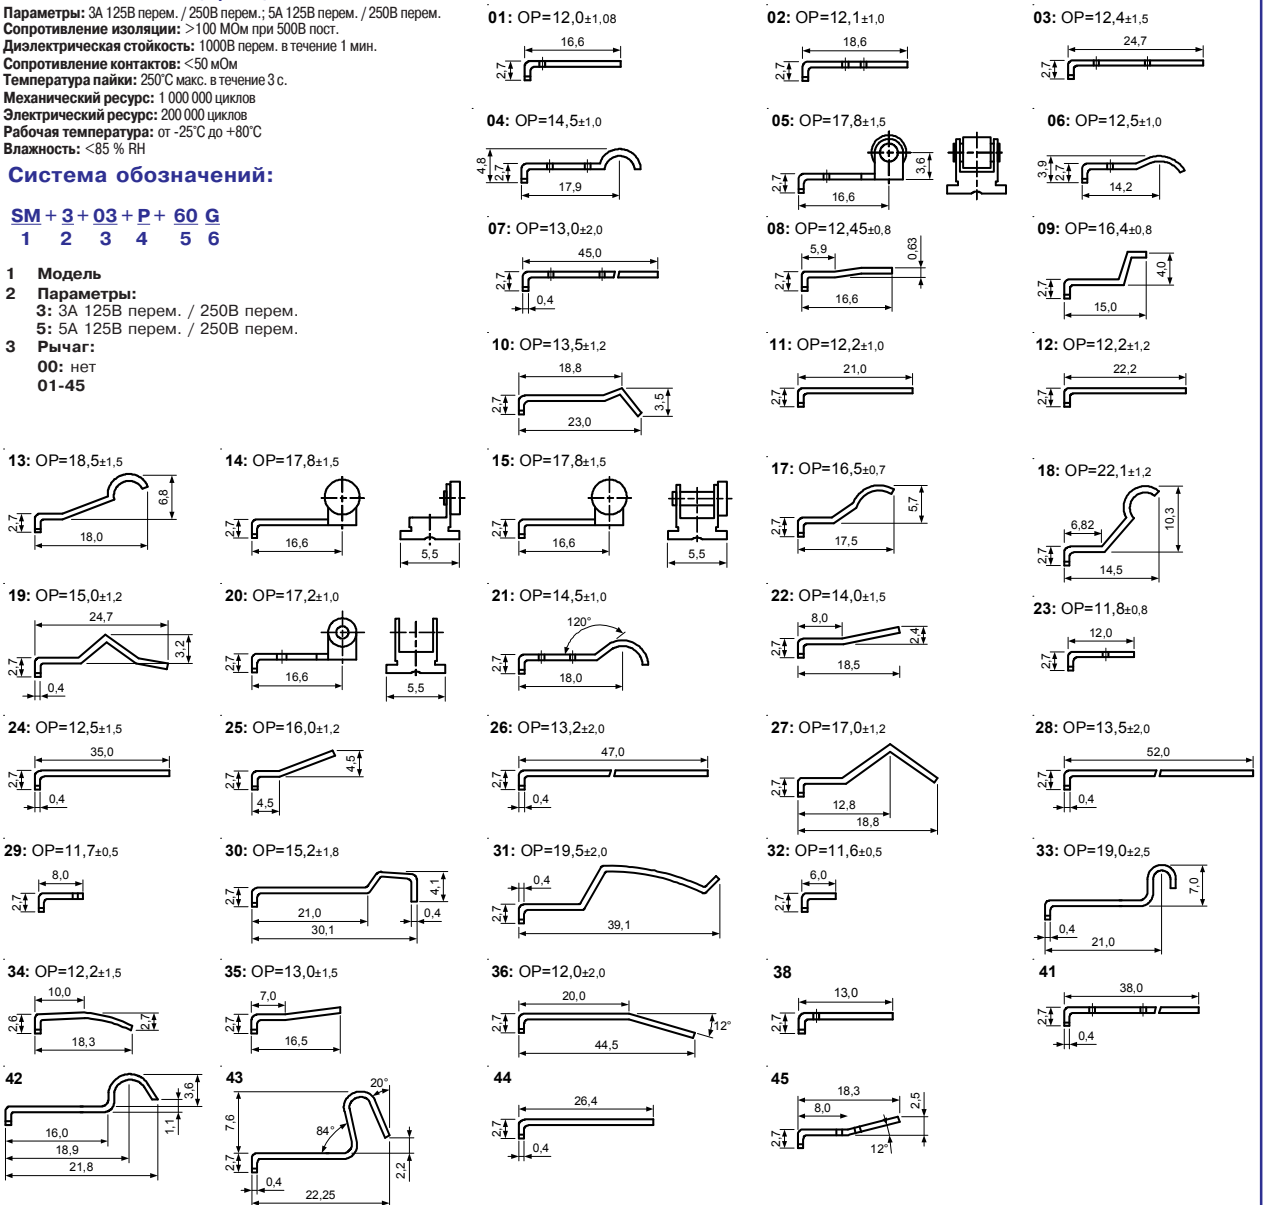 Параметры: 3А 125В перем. / 250В перем.; 5А 125В перем. / 250В перем.
Сопротивление изоляции: >100 МОм при 500В пост.
Диэлектрическая стойкость: 1000В перем. в течение 1 мин.
Сопротивление контактов: <50 мОм
Температура пайки: 250°С макс. в течение 3 с.
Механический ресурс: 1 000 000 циклов
Электрический ресурс: 200 000 циклов
Рабочая температура: от -25°С до +80°С
Влажность: <85 % RH
Система обозначений:
SM + 3 + 03 + P + 60 G
1 2 3 4 5 6
1 Модель
2 Параметры:
3: 3А 125В перем. / 250В перем.
5: 5А 125В перем. / 250В перем.
3 Рычаг:
00: нет
01-45
01: OP=12,0±1,08
16,6
2,7
02: OP=12,1±1,0
18,6
2,7
03: OP=12,4±1,5
24,7
2,7
04: OP=14,5±1,0
4,8
2,7
17,9
05: OP=17,8±1,5
3,6
2,7
16,6
06: OP=12,5±1,0
3,9
2,7
14,2
07: OP=13,0±2,0
45,0
2,7
0,4
08: OP=12,45±0,8
5,9
0,63
2,7
16,6
09: OP=16,4±0,8
4,0
2,7
15,0
10: OP=13,5±1,2
18,8
2,7
3,5
23,0
11: OP=12,2±1,0
21,0
2,7
12: OP=12,2±1,2
22,2
2,7
13: OP=18,5±1,5
6,8
2,7
18,0
14: OP=17,8±1,5
2,7
16,6
5,5
15: OP=17,8±1,5
2,7
16,6
5,5
17: OP=16,5±0,7
5,7
2,7
17,5
18: OP=22,1±1,2
6,82
10,3
2,7
14,5
19: OP=15,0±1,2
24,7
3,2
2,7
0,4
20: OP=17,2±1,0
2,7
16,6
5,5
21: OP=14,5±1,0
120°
2,7
18,0
22: OP=14,0±1,5
8,0
2,4
2,7
18,5
23: OP=11,8±0,8
12,0
2,7
24: OP=12,5±1,5
35,0
2,7
0,4
25: OP=16,0±1,2
4,5
2,7
4,5
26: OP=13,2±2,0
47,0
2,7
0,4
27: OP=17,0±1,2
2,7
12,8
18,8
28: OP=13,5±2,0
52,0
2,7
0,4
29: OP=11,7±0,5
8,0
2,7
30: OP=15,2±1,8
2,7
4,1
21,0
0,4
30,1
31: OP=19,5±2,0
0,4
2,7
39,1
32: OP=11,6±0,5
6,0
2,7
33: OP=19,0±2,5
7,0
0,4
21,0
34: OP=12,2±1,5
10,0
2,6
2,7
18,3
35: OP=13,0±1,5
7,0
2,7
16,5
36: OP=12,0±2,0
20,0
2,7
12°
44,5
38
13,0
2,7
41
38,0
2,7
0,4
42
3,6
1,1
16,0
18,9
21,8
43
20°
7,6
84°
2,7
2,2
0,4
22,25
44
26,4
2,7
0,4
45
18,3
8,0
2,5
2,7
12°